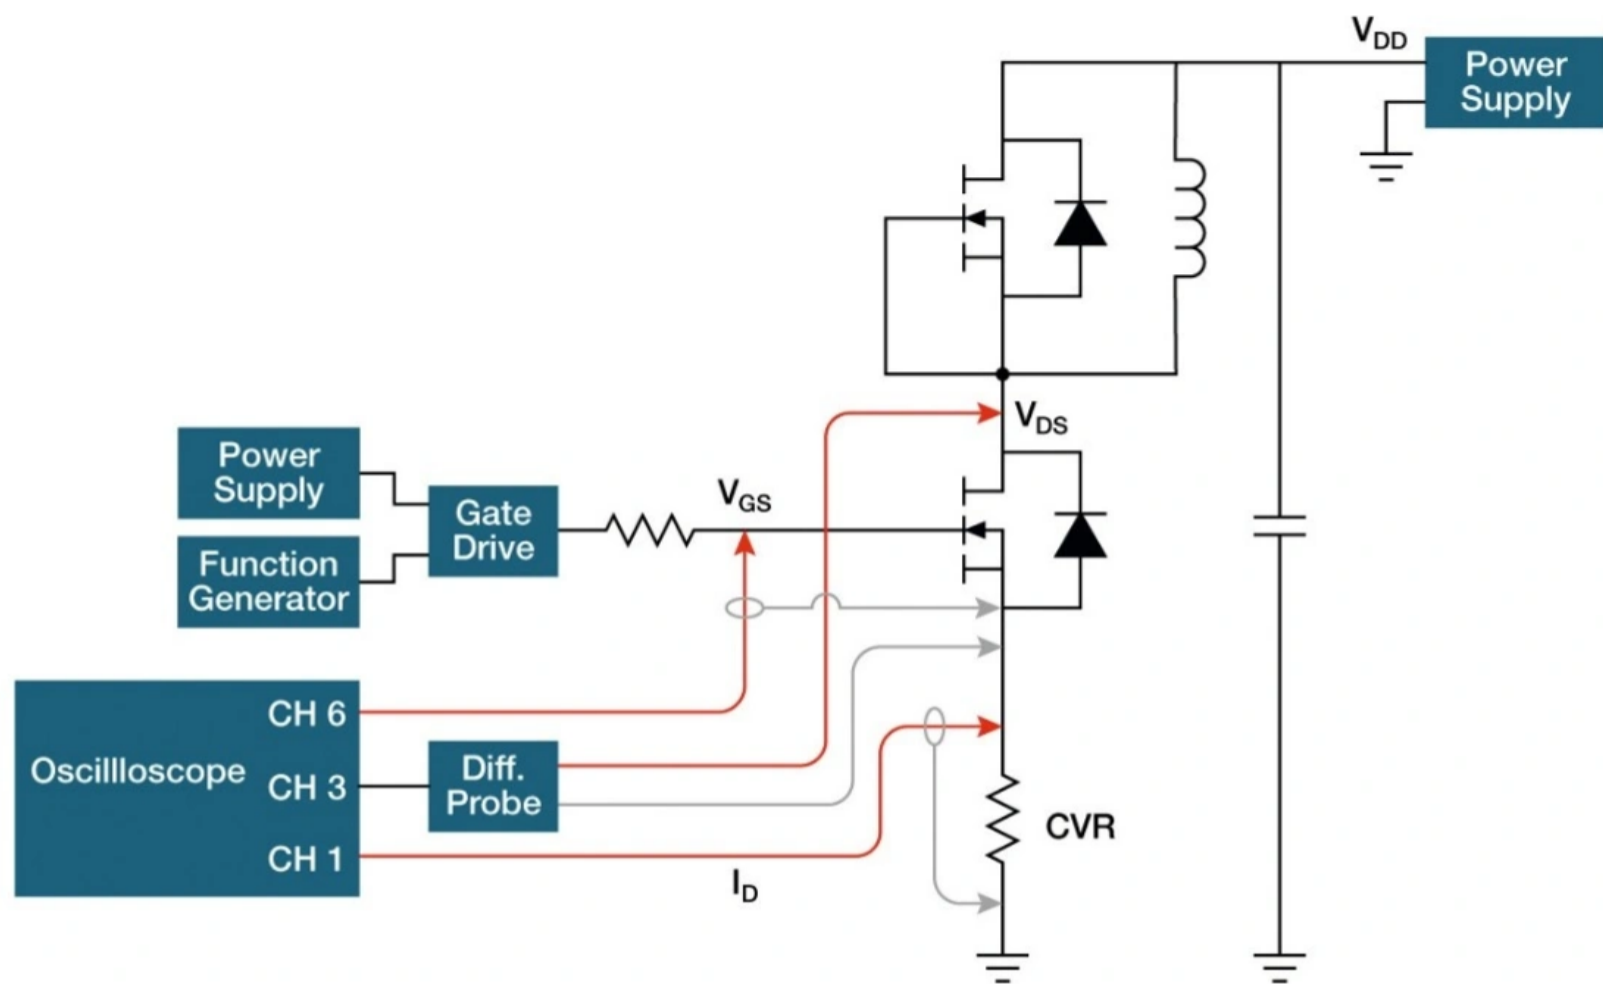 VDD
Power
Supply
VDS
Power
Supply
VGS
Gate
Drive
Function
Generator
CH 6
Oscillloscope
CH 3
Diff.
Probe
CVR
CH 1
ID